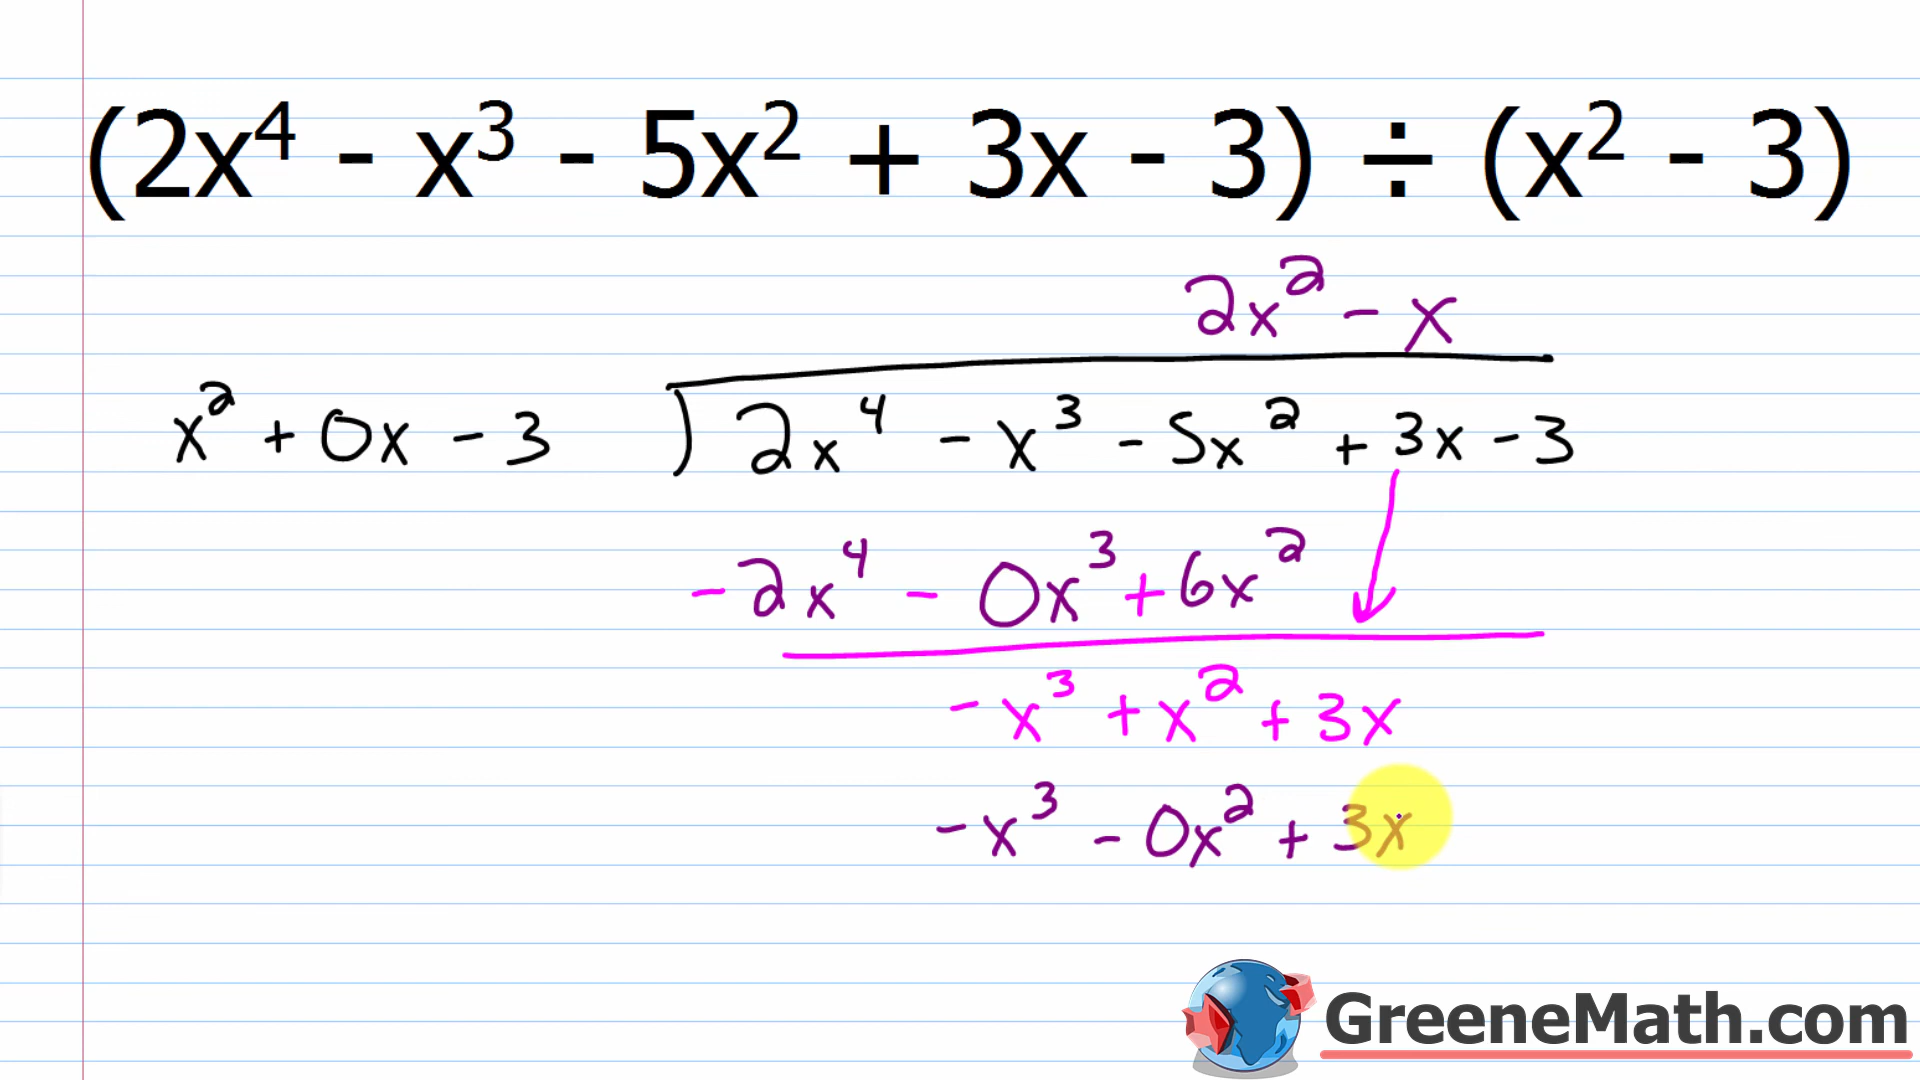 (2x⁴ - x³ - 5x² + 3x - 3) ÷ (x² - 3)
2x² - x
x² + 0x - 3 ) 2x⁴ - x³ - 5x² + 3x - 3
- 2x⁴ - 0x³ + 6x²
- x³ + x² + 3x
- x³ - 0x² + 3x
GreeneMath.com